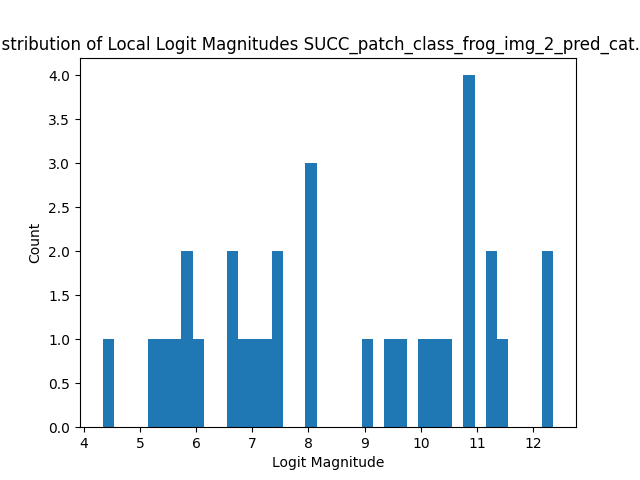 stribution of Local Logit Magnitudes SUCC_patch_class_frog_img_2_pred_cat.
4.0
3.5
3.0
2.5
2.0
1.5
1.0
0.5
0.0
Count
4 5 6 7 8 9 10 11 12
Logit Magnitude